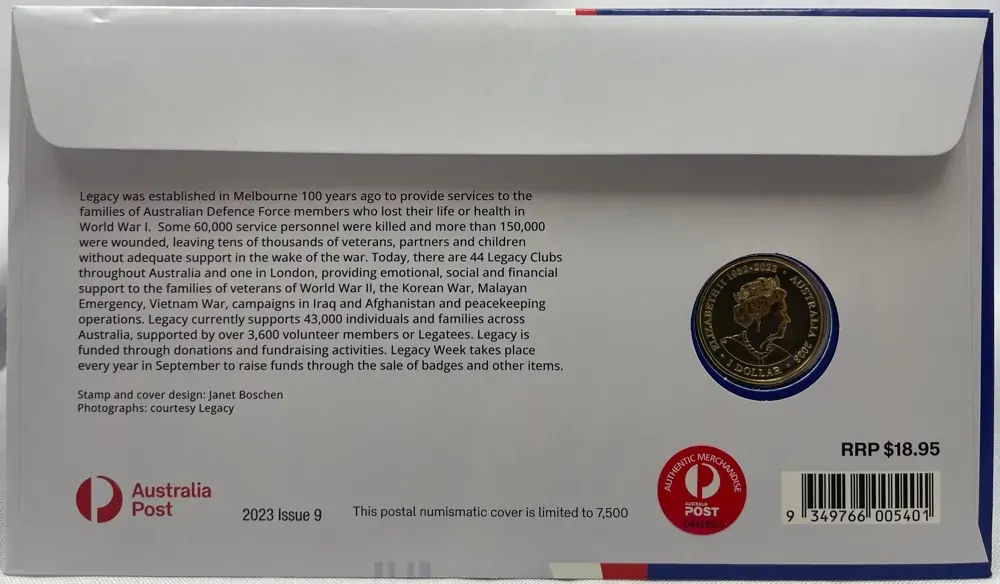 Legacy was established in Melbourne 100 years ago to provide services to the
families of Australian Defence Force members who lost their life or health in
World War I. Some 60,000 service personnel were killed and more than 150,000
were wounded, leaving tens of thousands of veterans, partners and children
without adequate support in the wake of the war. Today, there are 44 Legacy Clubs
throughout Australia and one in London, providing emotional, social and financial
support to the families of veterans of World War II, the Korean War, Malayan
Emergency, Vietnam War, campaigns in Iraq and Afghanistan and peacekeeping
operations. Legacy currently supports 43,000 individuals and families across
Australia, supported by over 3,600 volunteer members or Legatees. Legacy is
funded through donations and fundraising activities. Legacy Week takes place
every year in September to raise funds through the sale of badges and other items.
Stamp and cover design: Janet Boschen
Photographs: courtesy Legacy
ELIZABETH II 1952-2022 • AUSTRALIA 2023
• 1 DOLLAR •
RRP $18.95
Australia
Post
2023 Issue 9
This postal numismatic cover is limited to 7,500
AUTHENTIC MERCHANDISE
AUSTRALIA
POST
9 349766 005401